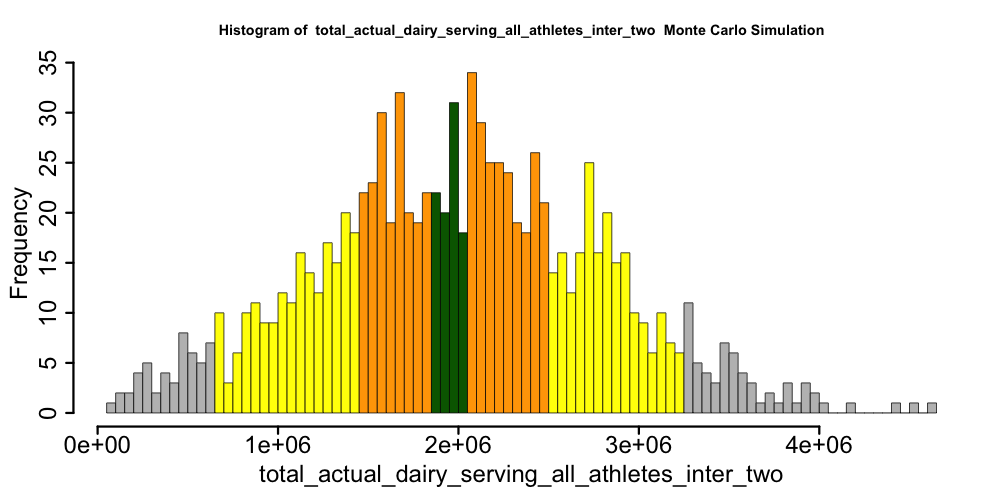 Histogram of  total_actual_dairy_serving_all_athletes_inter_two  Monte Carlo Simulation
35
30
25
20
15
10
5
0
Frequency
0e+00 1e+06 2e+06 3e+06 4e+06
total_actual_dairy_serving_all_athletes_inter_two